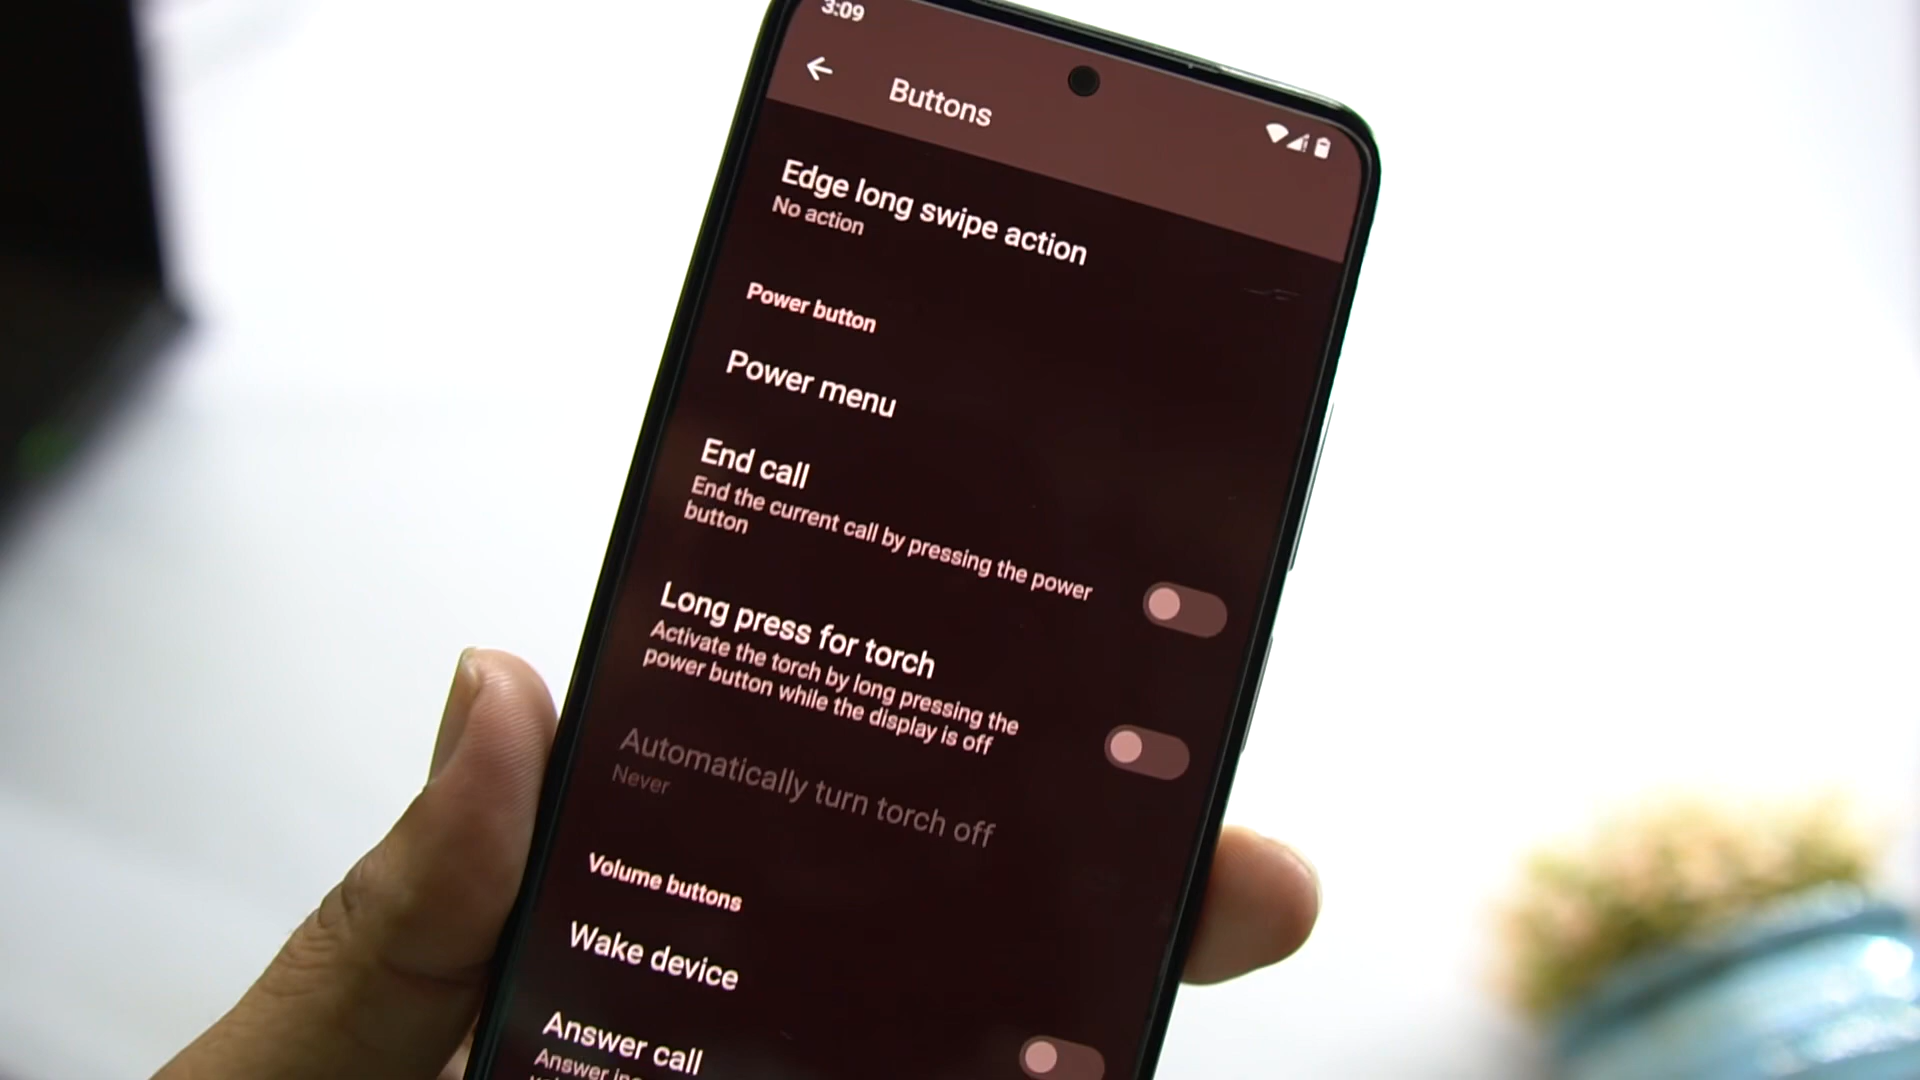 3:09
Buttons
Edge long swipe action
No action
Power button
Power menu
End call
End the current call by pressing the power
button
Long press for torch
Activate the torch by long pressing the
power button while the display is off
Automatically turn torch off
Never
Volume buttons
Wake device
Answer call
Answer